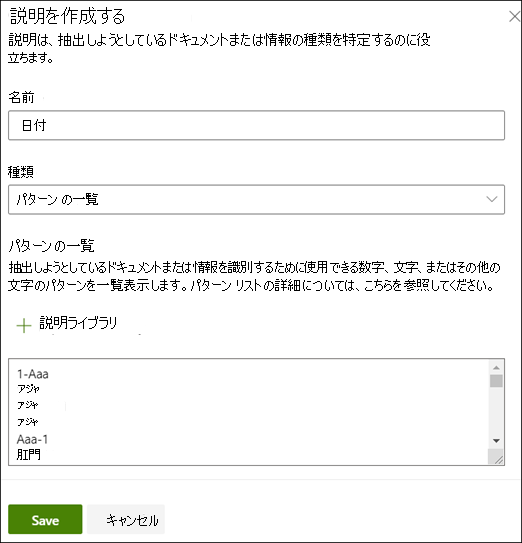 説明を作成する
説明は、抽出しようとしているドキュメントまたは情報の種類を特定するのに役
立ちます。
名前
日付
種類
パターン の一覧
パターン の一覧
抽出しようとしているドキュメントまたは情報を識別するために使用できる数字、文字、またはその他の
文字のパターンを一覧表示します。パターン リストの詳細については、こちらを参照してください。
説明ライブラリ
1-Aaa
アジャ
アジャ
アジャ
Aaa-1
肛門
Save
キャンセル